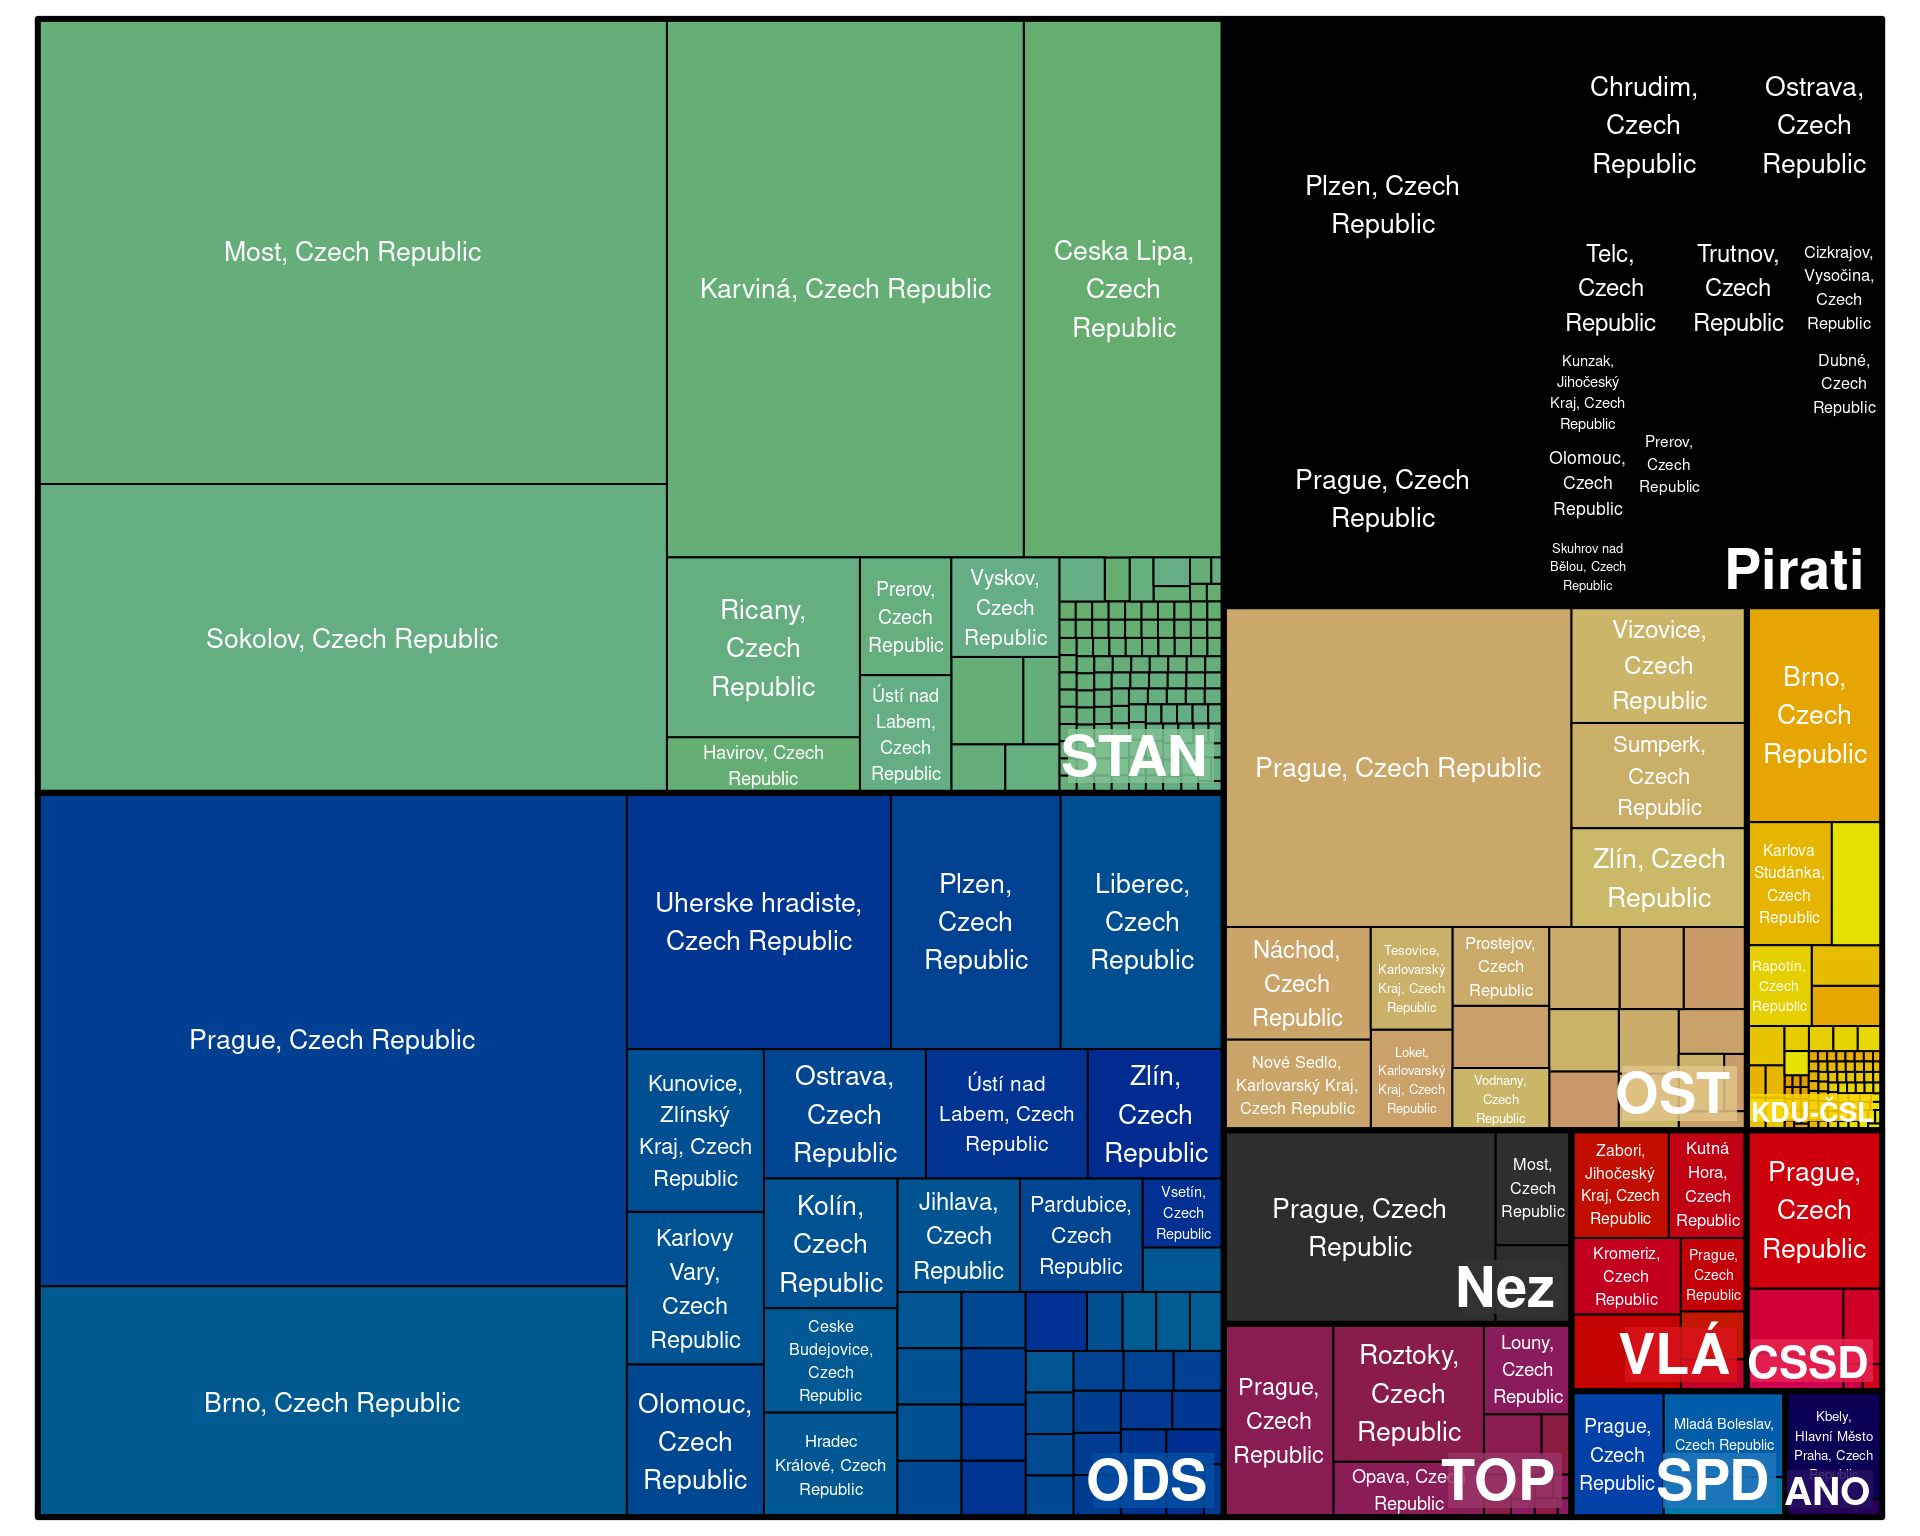 Most, Czech Republic
Sokolov, Czech Republic
Karviná, Czech Republic
Ceska Lipa,
Czech
Republic
Ricany,
Czech
Republic
Havirov, Czech
Republic
Prerov,
Czech
Republic
Ústí nad
Labem,
Czech
Republic
Vyskov,
Czech
Republic
STAN
Plzen, Czech
Republic
Prague, Czech
Republic
Chrudim,
Czech
Republic
Ostrava,
Czech
Republic
Telc,
Czech
Republic
Trutnov,
Czech
Republic
Cizkrajov,
Vysočina,
Czech
Republic
Kunzak,
Jihočeský
Kraj, Czech
Republic
Dubné,
Czech
Republic
Olomouc,
Czech
Republic
Prerov,
Czech
Republic
Skuhrov nad
Bělou, Czech
Republic
Pirati
Prague, Czech Republic
Brno, Czech Republic
Uherske hradiste,
Czech Republic
Plzen,
Czech
Republic
Liberec,
Czech
Republic
Kunovice,
Zlínský
Kraj, Czech
Republic
Karlovy
Vary,
Czech
Republic
Olomouc,
Czech
Republic
Ostrava,
Czech
Republic
Ústí nad
Labem, Czech
Republic
Zlín,
Czech
Republic
Kolín,
Czech
Republic
Ceske
Budejovice,
Czech
Republic
Hradec
Králové, Czech
Republic
Jihlava,
Czech
Republic
Pardubice,
Czech
Republic
Vsetín,
Czech
Republic
ODS
Prague, Czech Republic
Vizovice,
Czech
Republic
Sumperk,
Czech
Republic
Zlín, Czech
Republic
Náchod,
Czech
Republic
Nové Sedlo,
Karlovarský Kraj,
Czech Republic
Tesovice,
Karlovarský
Kraj, Czech
Republic
Loket,
Karlovarský
Kraj, Czech
Republic
Prostejov,
Czech
Republic
Vodnany,
Czech
Republic
OST
Brno,
Czech
Republic
Karlova
Studánka,
Czech
Republic
Rapotín,
Czech
Republic
KDU-ČSL
Prague, Czech
Republic
Most,
Czech
Republic
Nez
Zabori,
Jihočeský
Kraj, Czech
Republic
Kutná
Hora,
Czech
Republic
Kromeriz,
Czech
Republic
Prague,
Czech
Republic
VLÁ
Prague,
Czech
Republic
CSSD
Prague,
Czech
Republic
Roztoky,
Czech
Republic
Louny,
Czech
Republic
Opava, Czech
Republic
TOP
Prague,
Czech
Republic
Mladá Boleslav,
Czech Republic
SPD
Kbely,
Hlavní Město
Praha, Czech
Republic
ANO